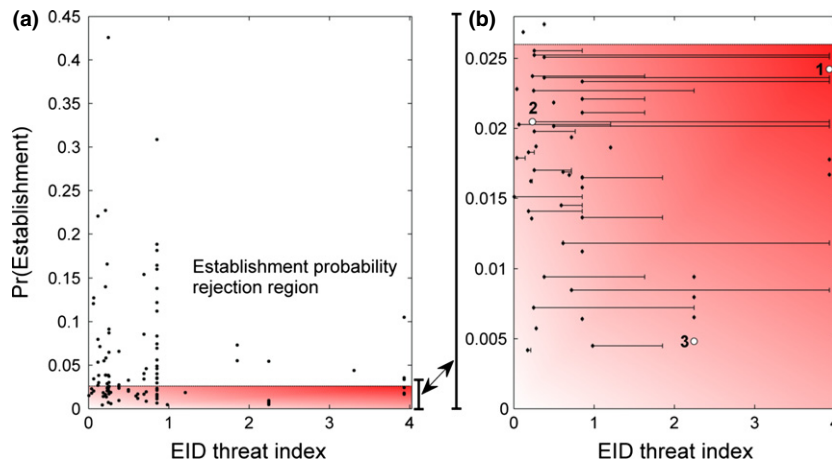 (a)
0.45
0.4
0.35
0.3
0.25
0.2
0.15
0.1
0.05
0
Pr(Establishment)
Establishment probability
rejection region
0 1 2 3 4
EID threat index
(b)
0.025
0.02
0.015
0.01
0.005
0
1
2
3
0 1 2 3 4
EID threat index